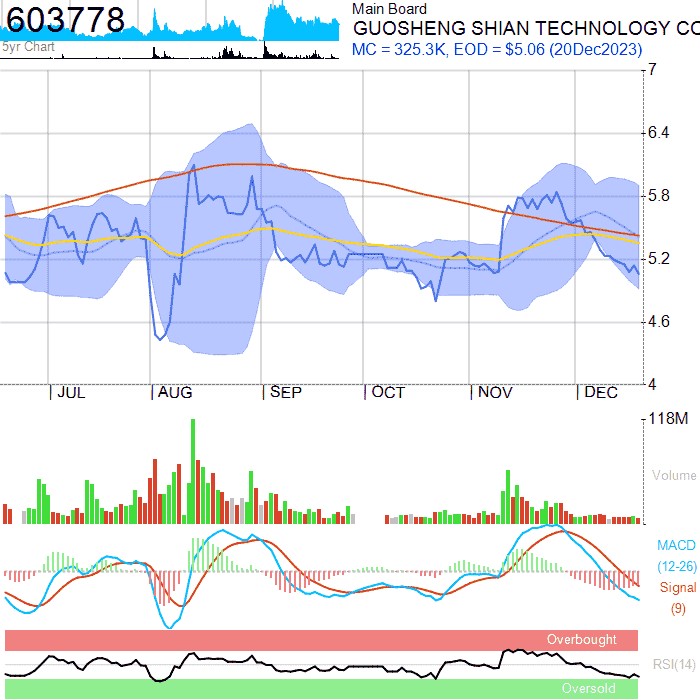 603778
5yr Chart
Main Board
GUOSHENG SHIAN TECHNOLOGY CO
MC = 325.3K, EOD = $5.06 (20Dec2023)
7
6.4
5.8
5.2
4.6
4
JUL AUG SEP OCT NOV DEC
118M
Volume
MACD
(12-26)
Signal
(9)
Overbought
RSI(14)
Oversold